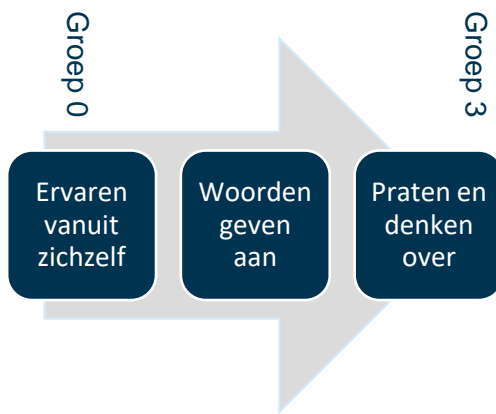 Groep 0
Groep 3
Ervaren
vanuit
zichzelf
Woorden
geven
aan
Praten en
denken
over